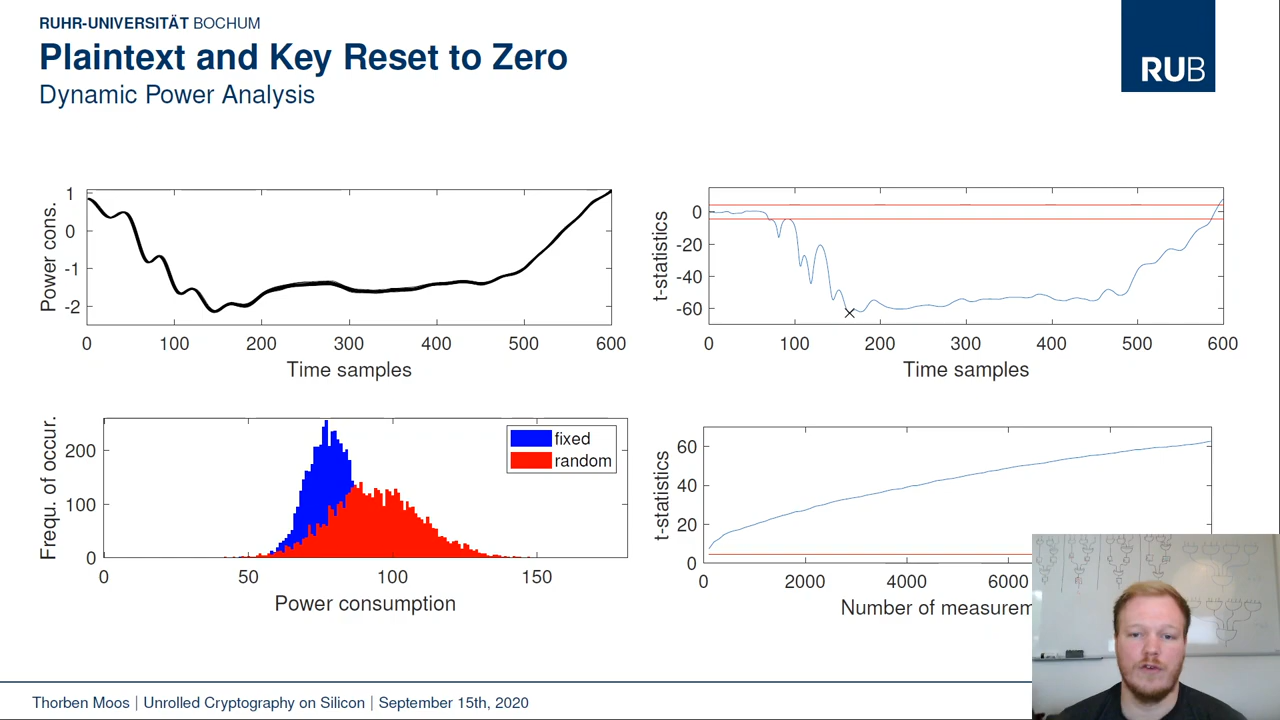 RUHR-UNIVERSITÄT BOCHUM
Plaintext and Key Reset to Zero
Dynamic Power Analysis
RUB
Power cons.
1
0
-1
-2
0 100 200 300 400 500 600
Time samples
t-statistics
0
-20
-40
-60
0 100 200 300 400 500 600
Time samples
Frequ. of occur.
200
100
0
fixed
random
0 50 100 150
Power consumption
t-statistics
60
40
20
0
0 2000 4000 6000
Number of measurem
Thorben Moos | Unrolled Cryptography on Silicon | September 15th, 2020